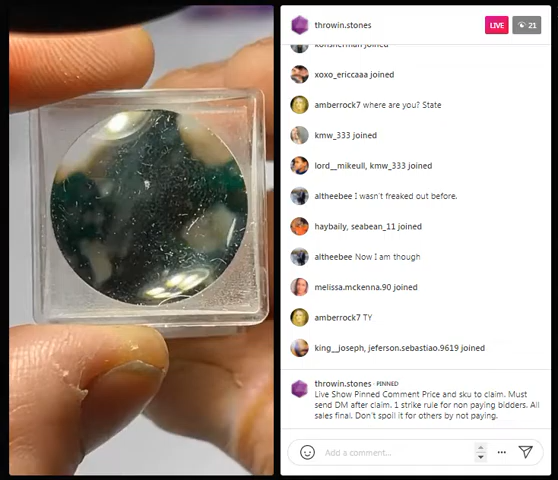 throwin.stones
LIVE
21
xonsherman joined
xoxo_ericcaaa joined
amberrock7 where are you? State
kmw_333 joined
lord__mikeull, kmw_333 joined
altheebee I wasn't freaked out before.
haybaily, seabean_11 joined
altheebee Now I am though
melissa.mckenna.90 joined
amberrock7 TY
king__joseph, jeferson.sebastiao.9619 joined
throwin.stones · PINNED
Live Show Pinned Comment Price and sku to claim. Must
send DM after claim. 1 strike rule for non paying bidders. All
sales final. Don't spoil it for others by not paying.
Add a comment...